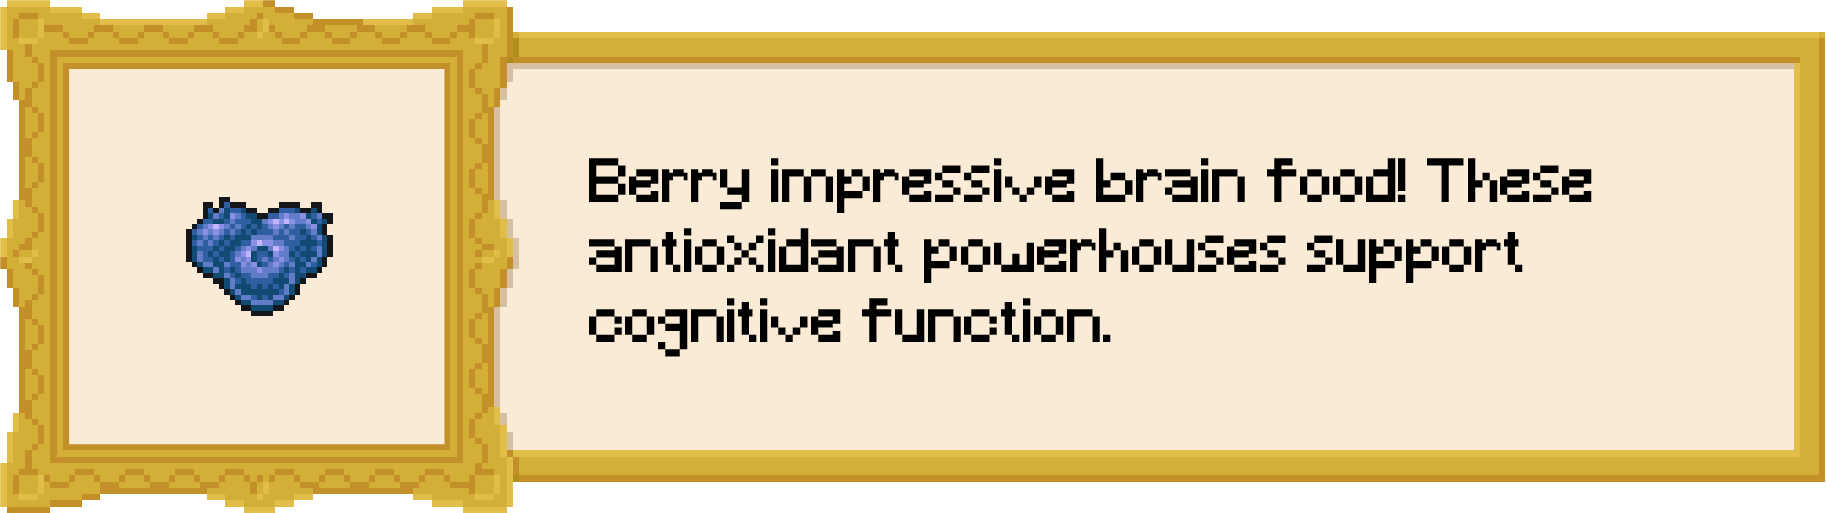 Berry impressive brain food! These
antioxidant powerhouses support
cognitive function.